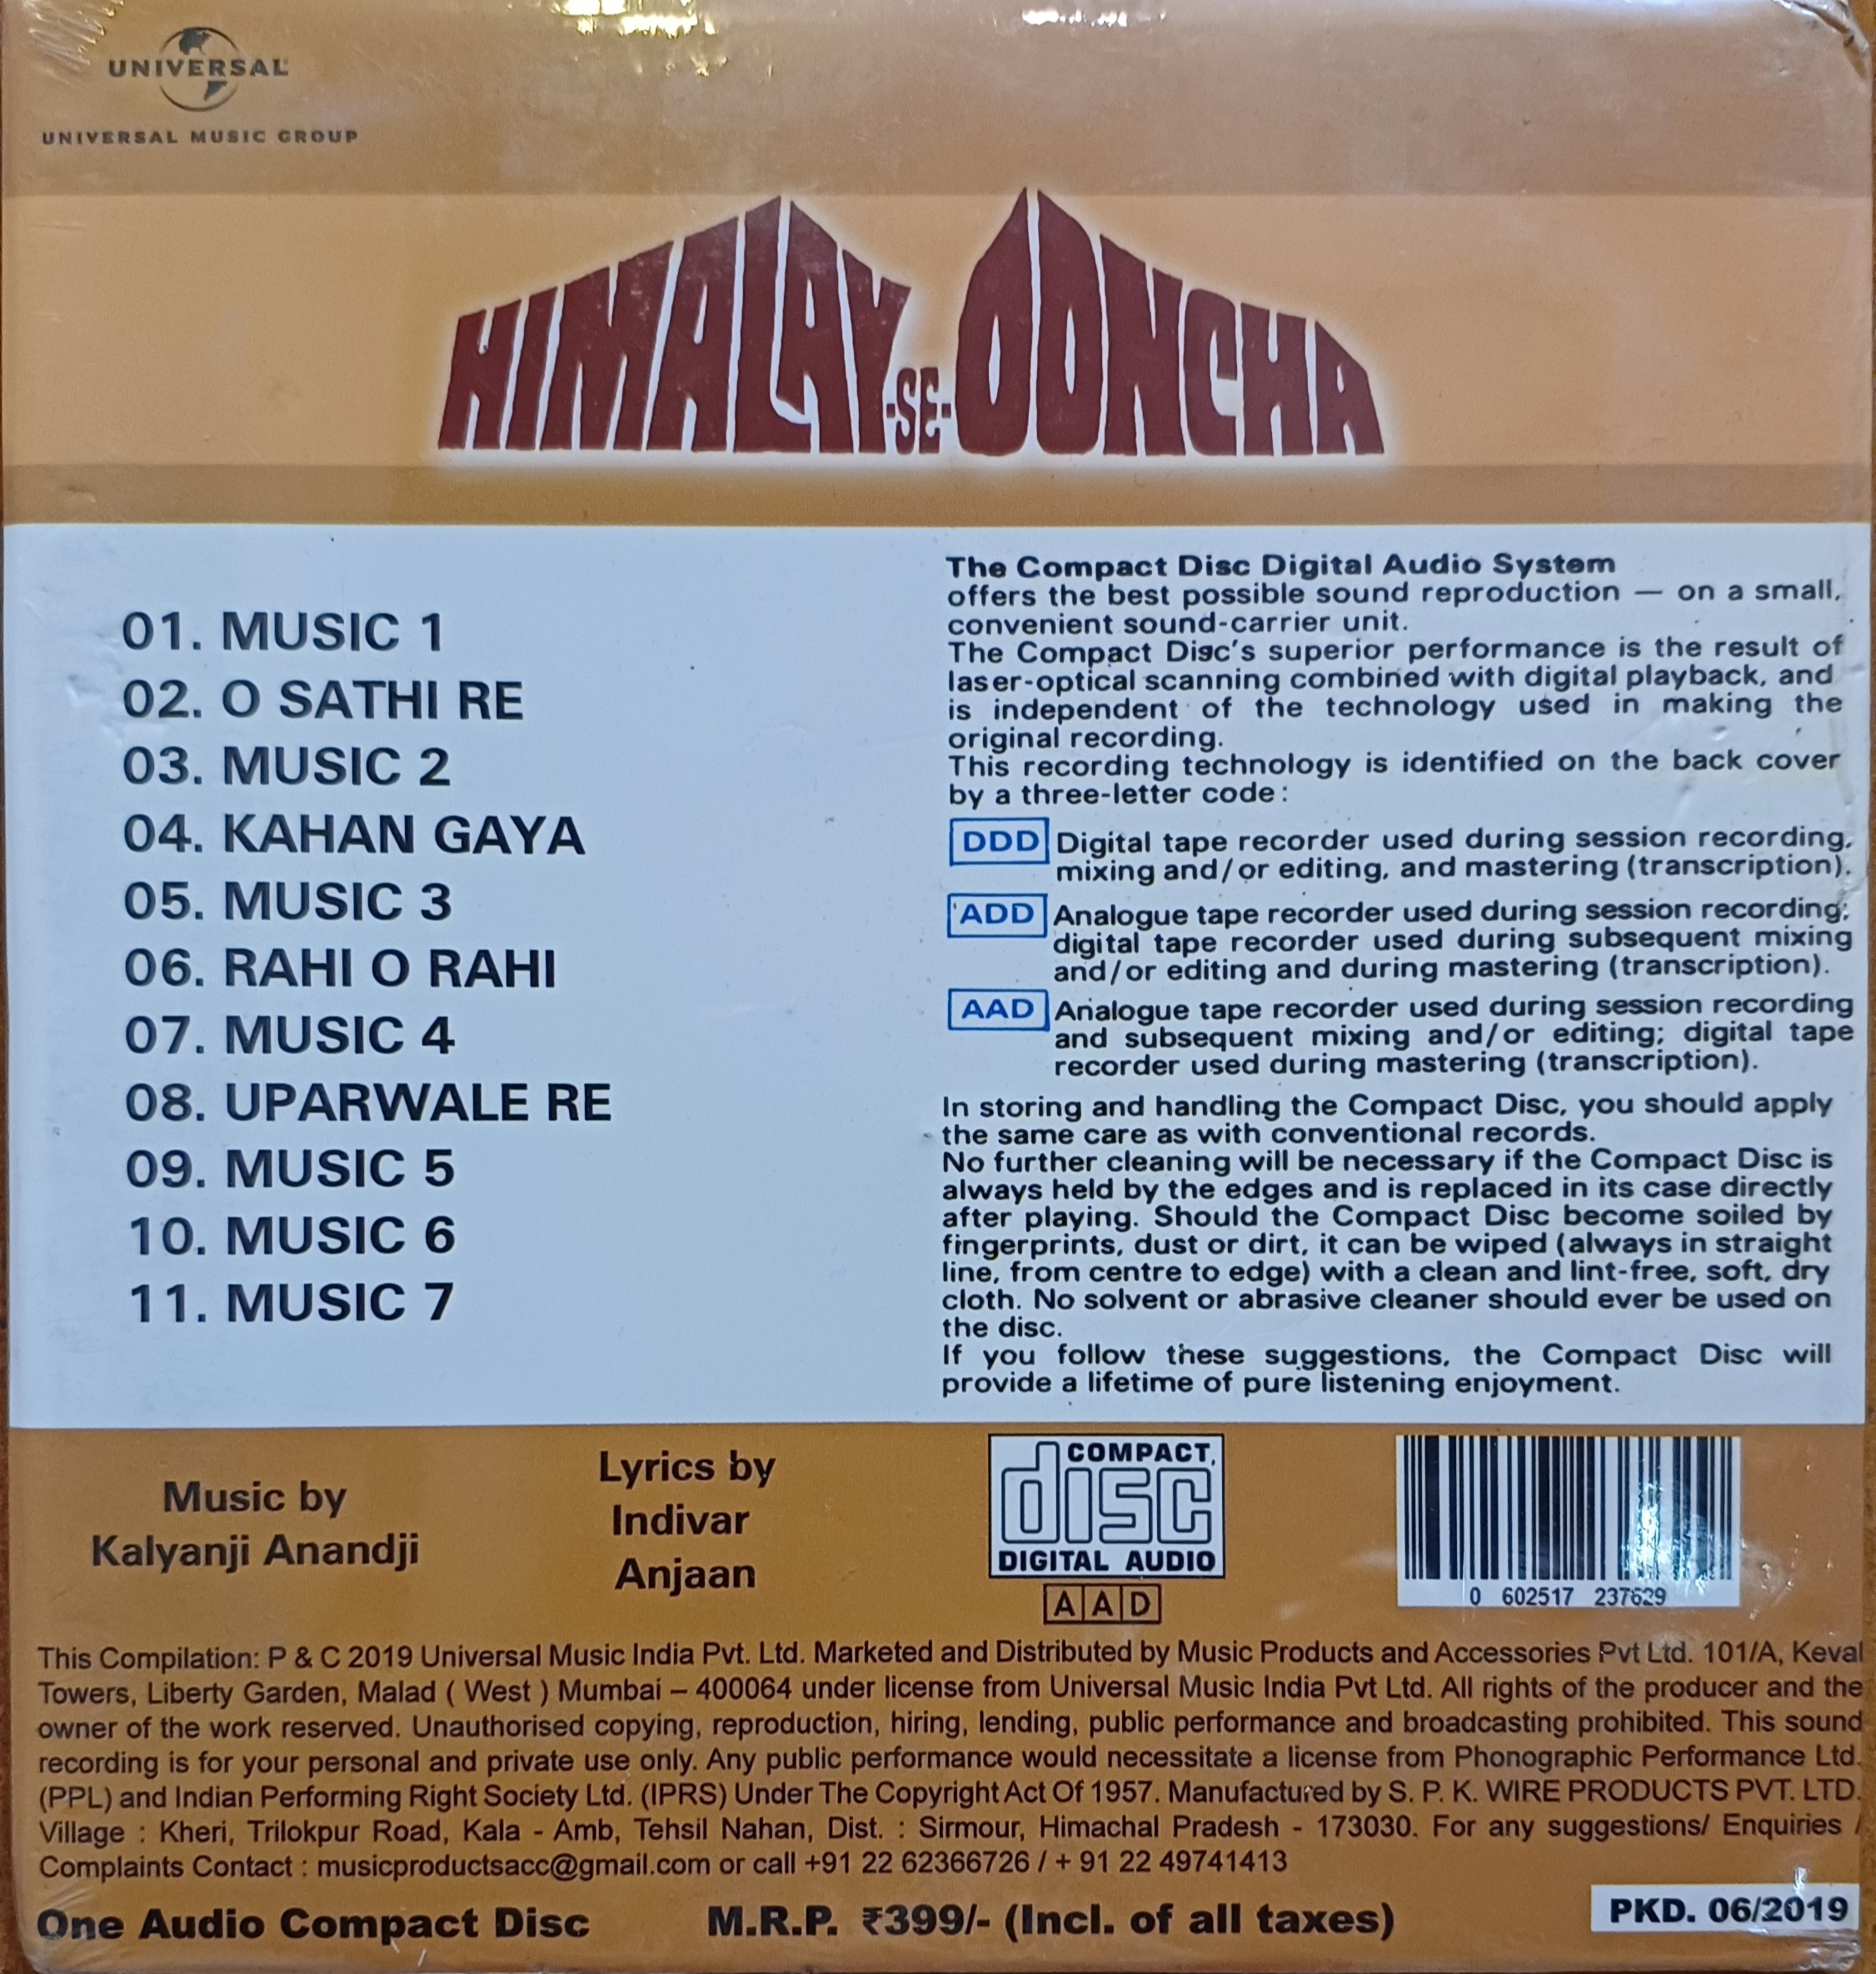 UNIVERSAL
UNIVERSAL MUSIC GROUP
HIMALAY-SE-OONCHA
01. MUSIC 1
02. O SATHI RE
03. MUSIC 2
04. KAHAN GAYA
05. MUSIC 3
06. RAHI O RAHI
07. MUSIC 4
08. UPARWALE RE
09. MUSIC 5
10. MUSIC 6
11. MUSIC 7
The Compact Disc Digital Audio System
offers the best possible sound reproduction — on a small,
convenient sound-carrier unit.
The Compact Disc's superior performance is the result of
laser-optical scanning combined with digital playback, and
is independent of the technology used in making the
original recording.
This recording technology is identified on the back cover
by a three-letter code:
DDD Digital tape recorder used during session recording,
mixing and/or editing, and mastering (transcription).
ADD Analogue tape recorder used during session recording;
digital tape recorder used during subsequent mixing
and/or editing and during mastering (transcription).
AAD Analogue tape recorder used during session recording
and subsequent mixing and/or editing; digital tape
recorder used during mastering (transcription).
In storing and handling the Compact Disc, you should apply
the same care as with conventional records.
No further cleaning will be necessary if the Compact Disc is
always held by the edges and is replaced in its case directly
after playing. Should the Compact Disc become soiled by
fingerprints, dust or dirt, it can be wiped (always in straight
line, from centre to edge) with a clean and lint-free, soft, dry
cloth. No solvent or abrasive cleaner should ever be used on
the disc.
If you follow these suggestions, the Compact Disc will
provide a lifetime of pure listening enjoyment.
Music by
Kalyanji Anandji
Lyrics by
Indivar
Anjaan
COMPACT
disc
DIGITAL AUDIO
AAD
0 602517 237629
This Compilation: P & C 2019 Universal Music India Pvt. Ltd. Marketed and Distributed by Music Products and Accessories Pvt Ltd. 101/A, Keval
Towers, Liberty Garden, Malad ( West ) Mumbai – 400064 under license from Universal Music India Pvt Ltd. All rights of the producer and the
owner of the work reserved. Unauthorised copying, reproduction, hiring, lending, public performance and broadcasting prohibited. This sound
recording is for your personal and private use only. Any public performance would necessitate a license from Phonographic Performance Ltd.
(PPL) and Indian Performing Right Society Ltd. (IPRS) Under The Copyright Act Of 1957. Manufactured by S. P. K. WIRE PRODUCTS PVT. LTD.
Village : Kheri, Trilokpur Road, Kala - Amb, Tehsil Nahan, Dist. : Sirmour, Himachal Pradesh - 173030. For any suggestions/ Enquiries /
Complaints Contact : musicproductsacc@gmail.com or call +91 22 62366726 / + 91 22 49741413
One Audio Compact Disc
M.R.P. ₹399/- (Incl. of all taxes)
PKD. 06/2019